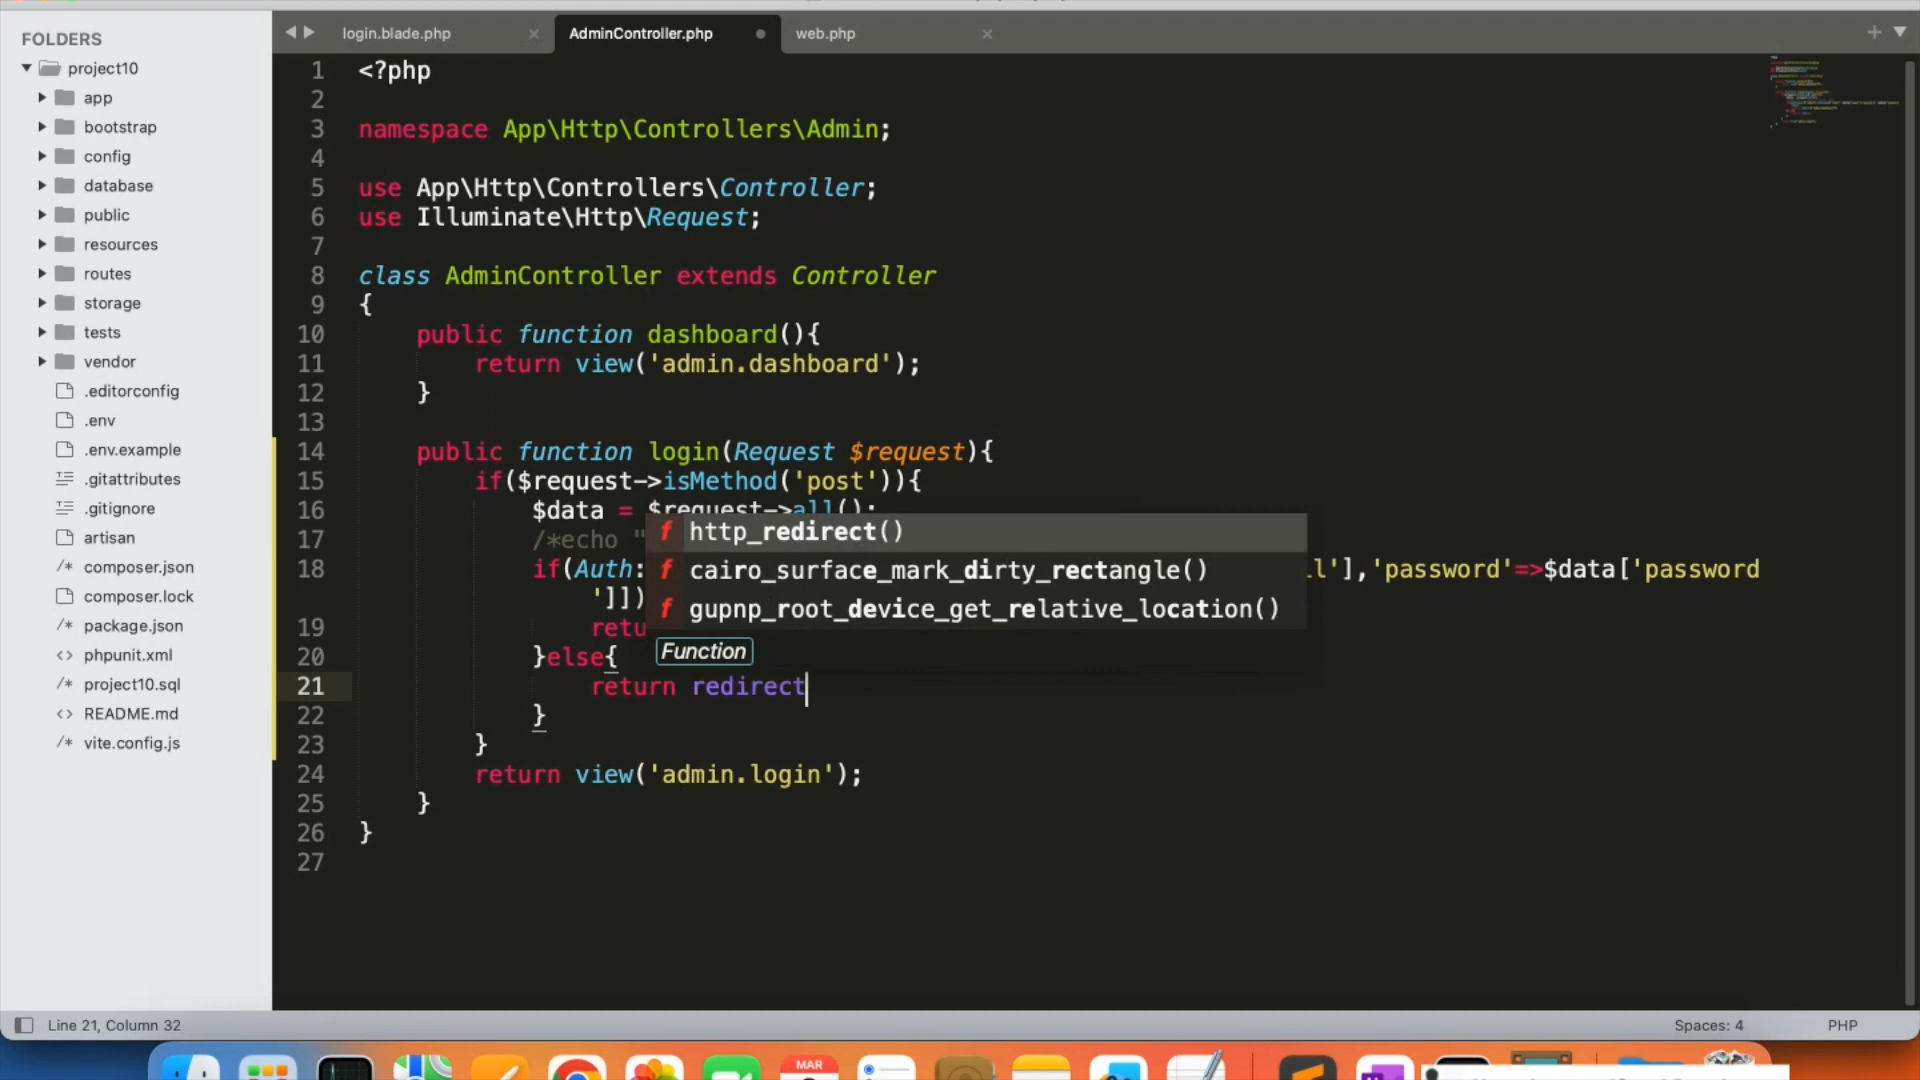 FOLDERS
project10
app
bootstrap
config
database
public
resources
routes
storage
tests
vendor
.editorconfig
.env
.env.example
.gitattributes
.gitignore
artisan
/* composer.json
composer.lock
/* package.json
<> phpunit.xml
/* project10.sql
<> README.md
/* vite.config.js
login.blade.php ×
AdminController.php
web.php ×
1 <?php
2
3 namespace App\Http\Controllers\Admin;
4
5 use App\Http\Controllers\Controller;
6 use Illuminate\Http\Request;
7
8 class AdminController extends Controller
9 {
10 public function dashboard(){
11 return view('admin.dashboard');
12 }
13
14 public function login(Request $request){
15 if($request->isMethod('post')){
16 $data = $request->all();
17 /*echo "
18 if(Auth: '],'password'=>$data['password
']])
19 retu
20 }else{
21 return redirect
22 }
23 }
24 return view('admin.login');
25 }
26 }
27
f http_redirect()
f cairo_surface_mark_dirty_rectangle()
f gupnp_root_device_get_relative_location()
Function
Line 21, Column 32
Spaces: 4
PHP
MAR